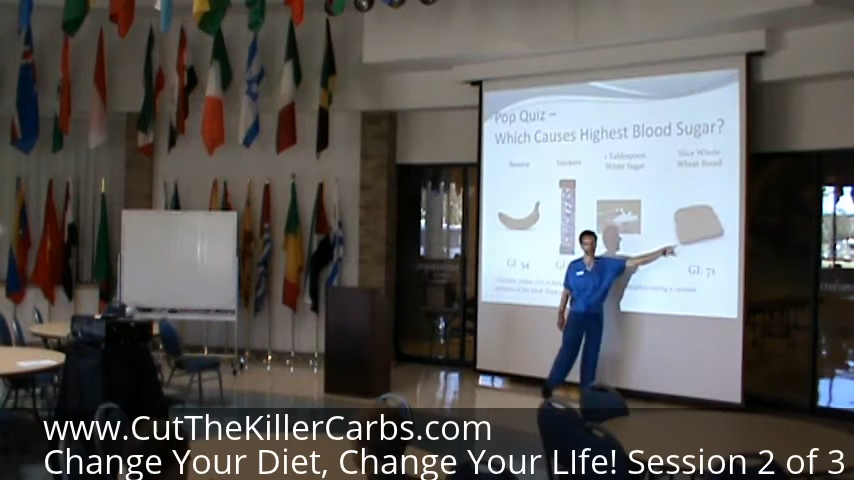 Pop Quiz –
Which Causes Highest Blood Sugar?
Banana
Snickers
1 Tablespoon
White Sugar
Slice Whole
Wheat Bread
GI: 54
GI:
GI: 71
www.CutTheKillerCarbs.com
Change Your Diet, Change Your LIfe! Session 2 of 3